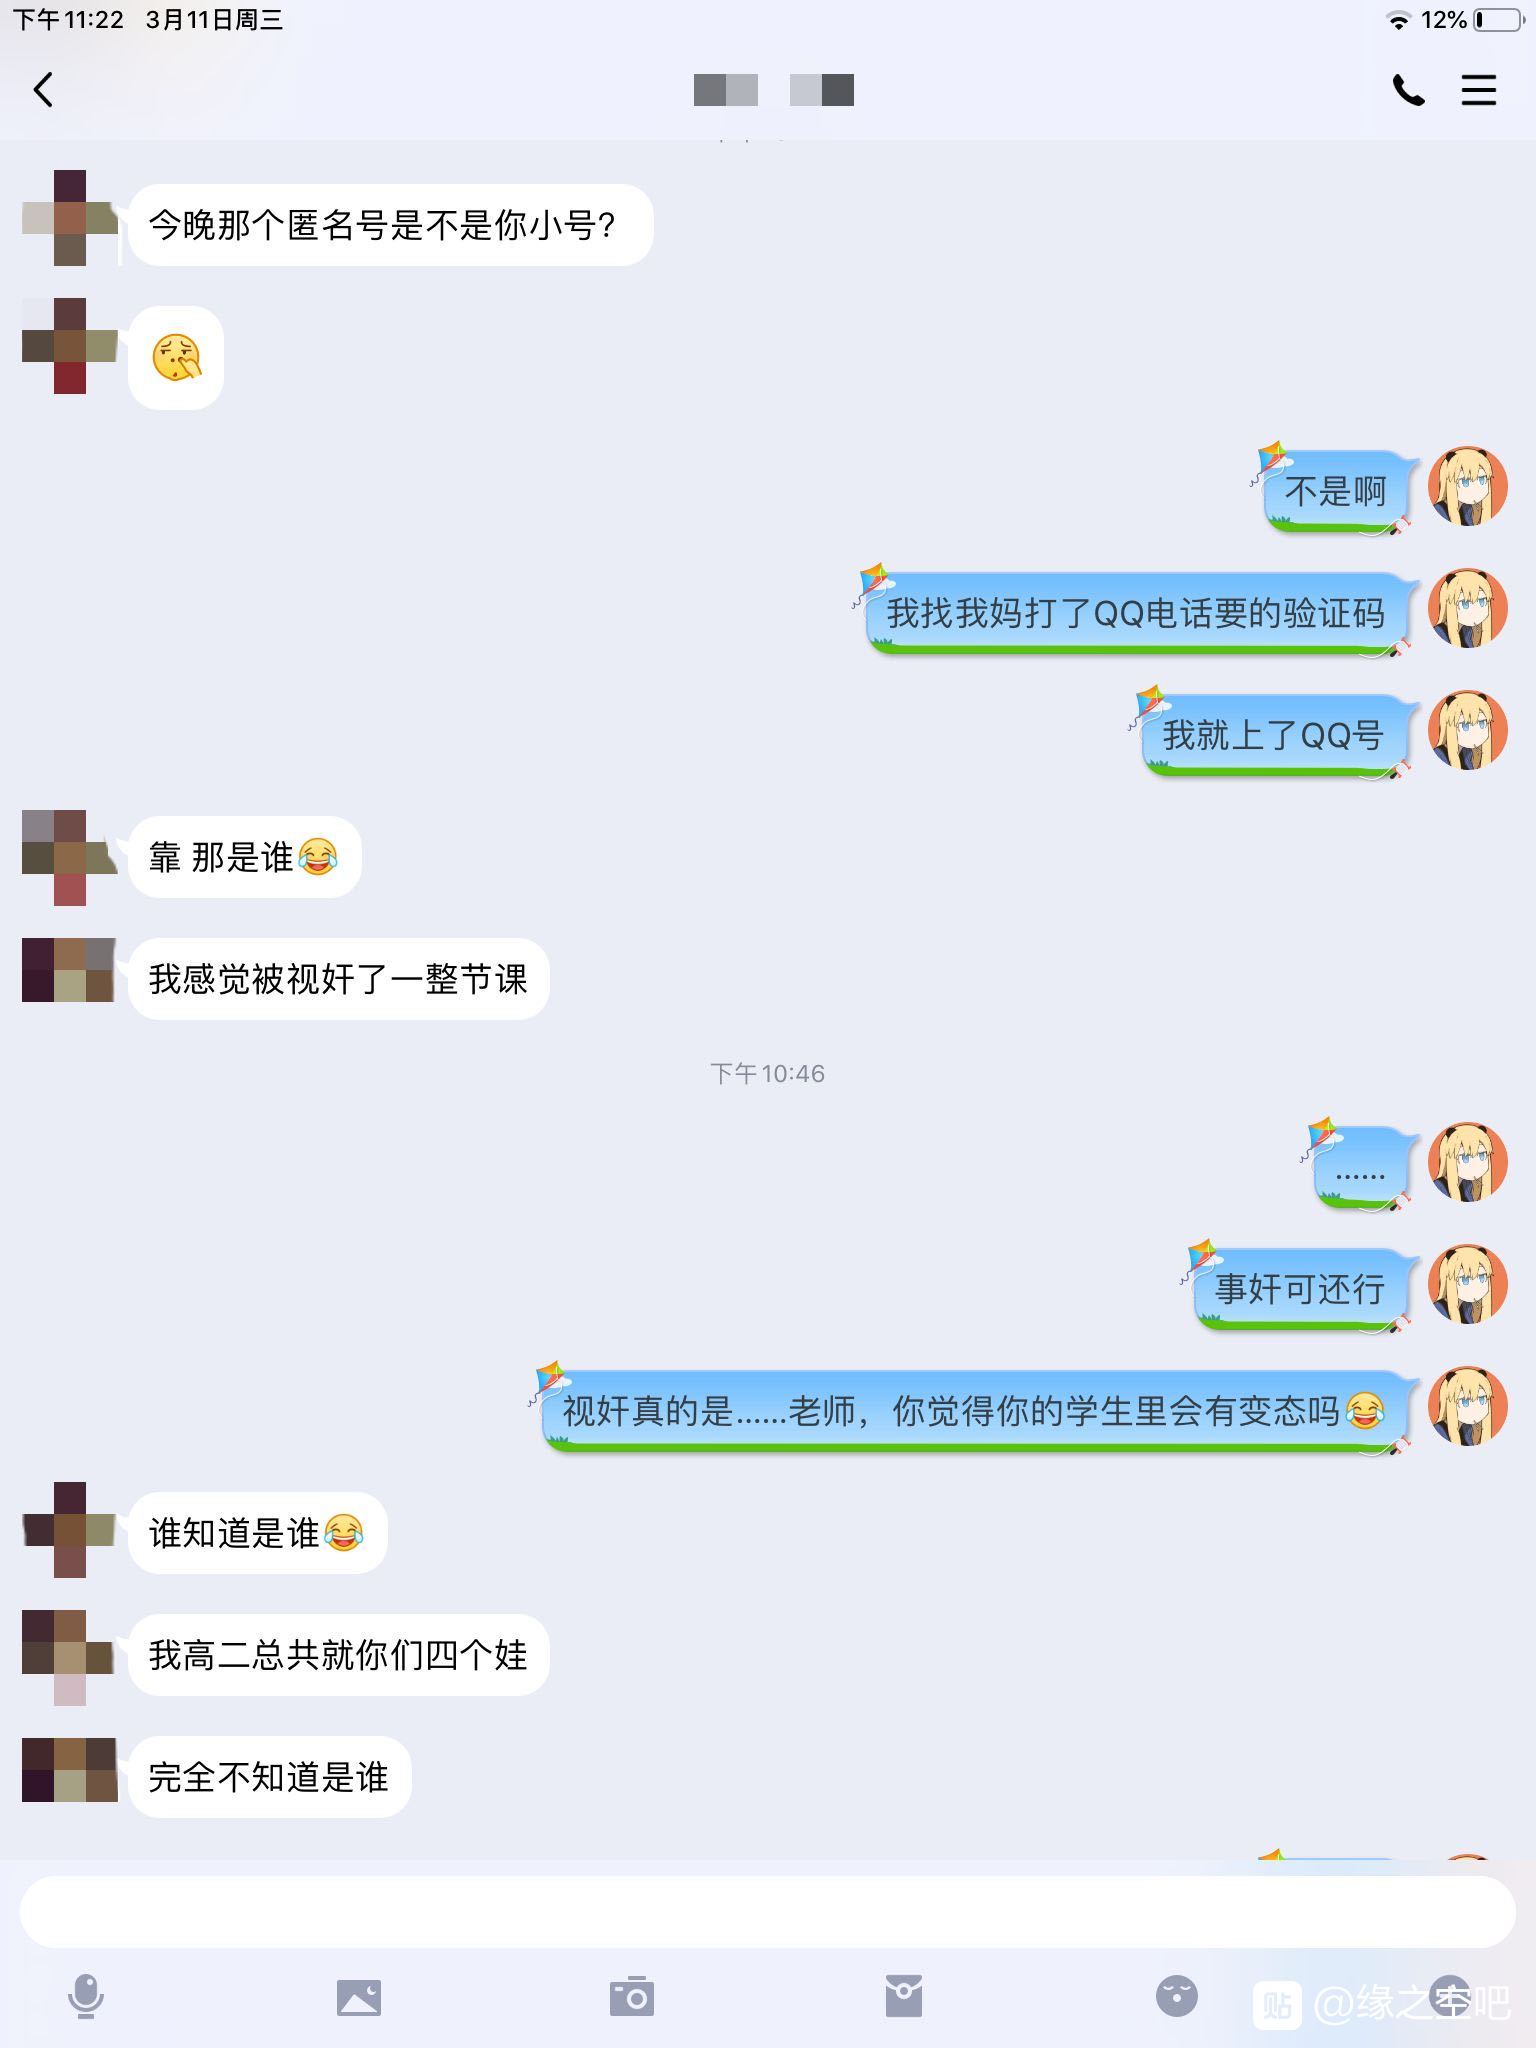 下午11:22 3月11日周三
12%
今晚那个匿名号是不是你小号?
不是啊
我找我妈打了QQ电话要的验证码
我就上了QQ号
靠 那是谁😂
我感觉被视奸了一整节课
下午10:46
......
事奸可还行
视奸真的是......老师，你觉得你的学生里会有变态吗😂
谁知道是谁😂
我高二总共就你们四个娃
完全不知道是谁
贴 @缘之空吧